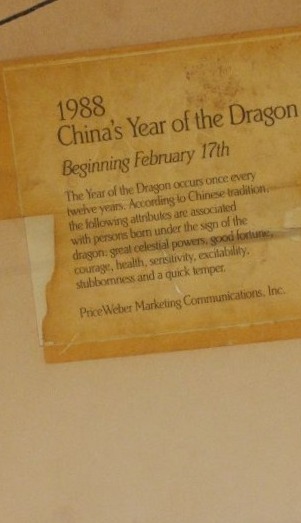 1988
China's Year of the Dragon
Beginning February 17th
The Year of the Dragon occurs once every
twelve years. According to Chinese tradition,
the following attributes are associated
with persons born under the sign of the
dragon: great celestial powers, good fortune,
courage, health, sensitivity, excitability,
stubbornness and a quick temper.
PriceWeber Marketing Communications, Inc.